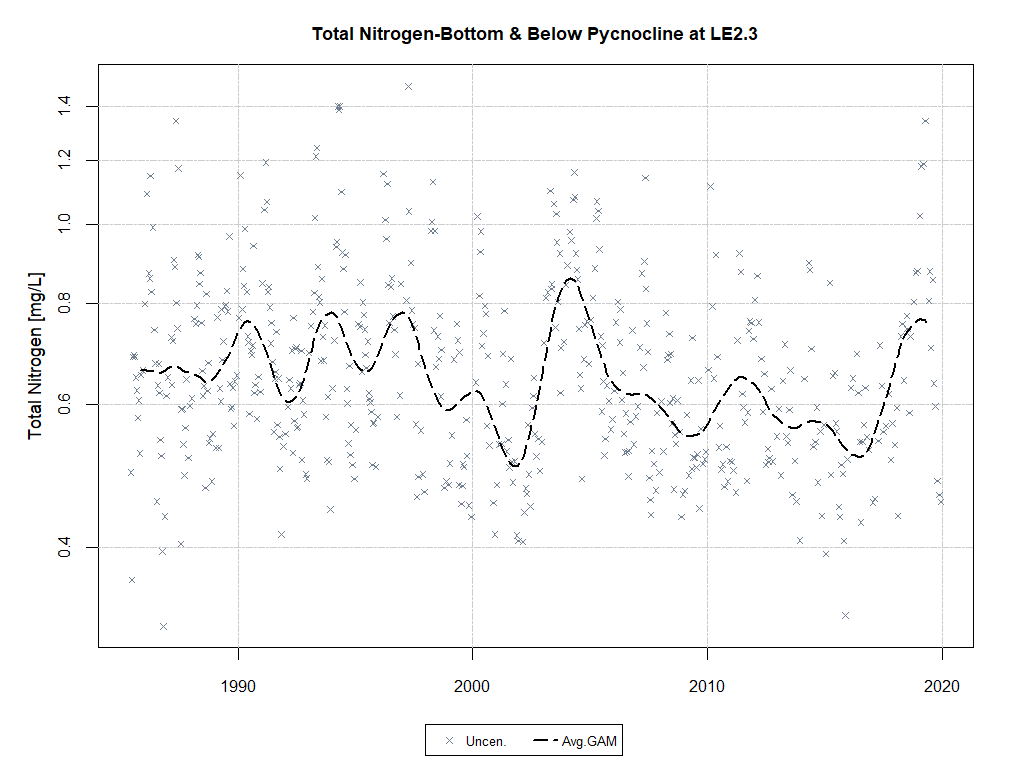 Total Nitrogen-Bottom & Below Pycnocline at LE2.3
Total Nitrogen [mg/L]
1.4
1.2
1.0
0.8
0.6
0.4
1990 2000 2010 2020
Uncen. Avg.GAM